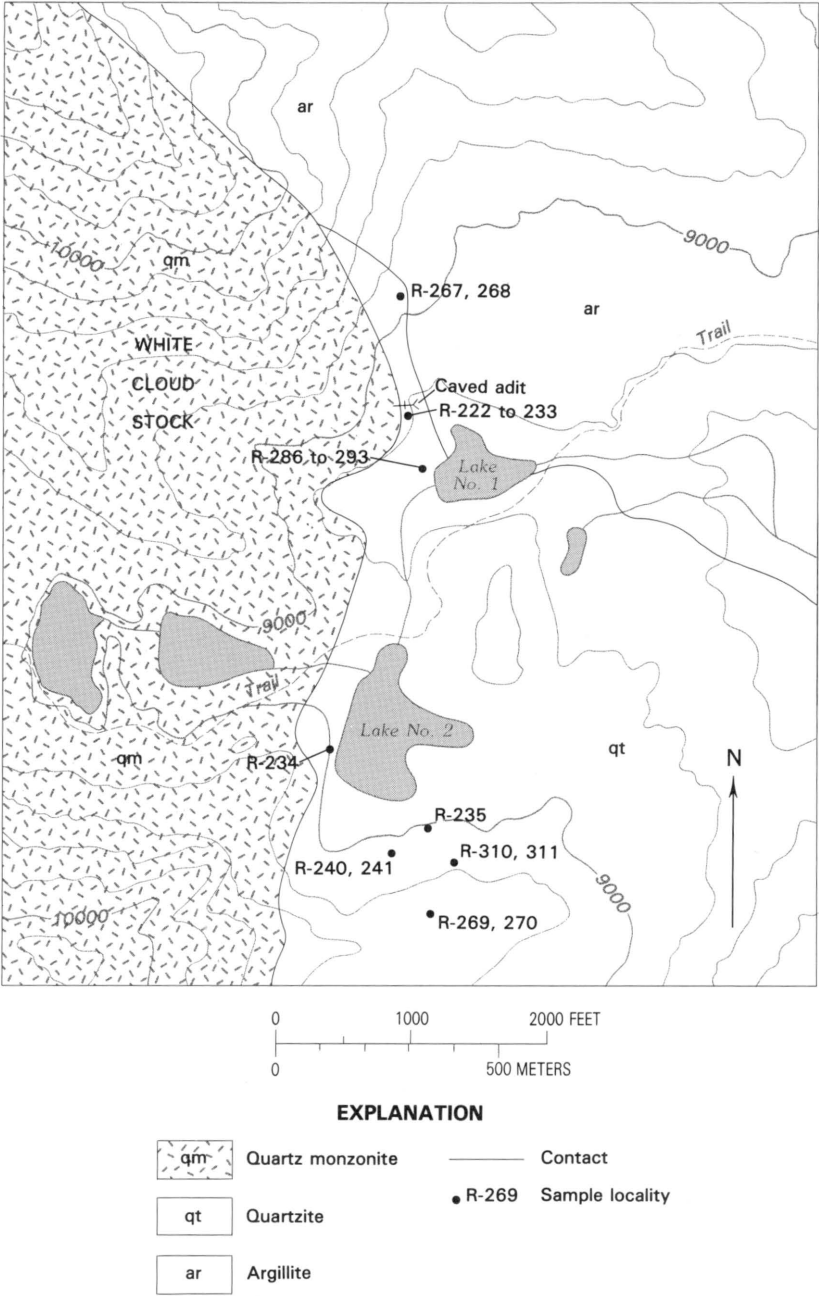 ar
10000
qm
9000
R-267, 268
ar
Trail
WHITE
CLOUD
STOCK
Caved adit
R-222 to 233
R-286 to 293
Lake
No. 1
9000
Trail
Lake No. 2
qm
R-234
qt
N
R-235
R-240, 241
R-310, 311
9000
10000
R-269, 270
0 1000 2000 FEET
0 500 METERS
EXPLANATION
qm Quartz monzonite
Contact
qt Quartzite
R-269 Sample locality
ar Argillite